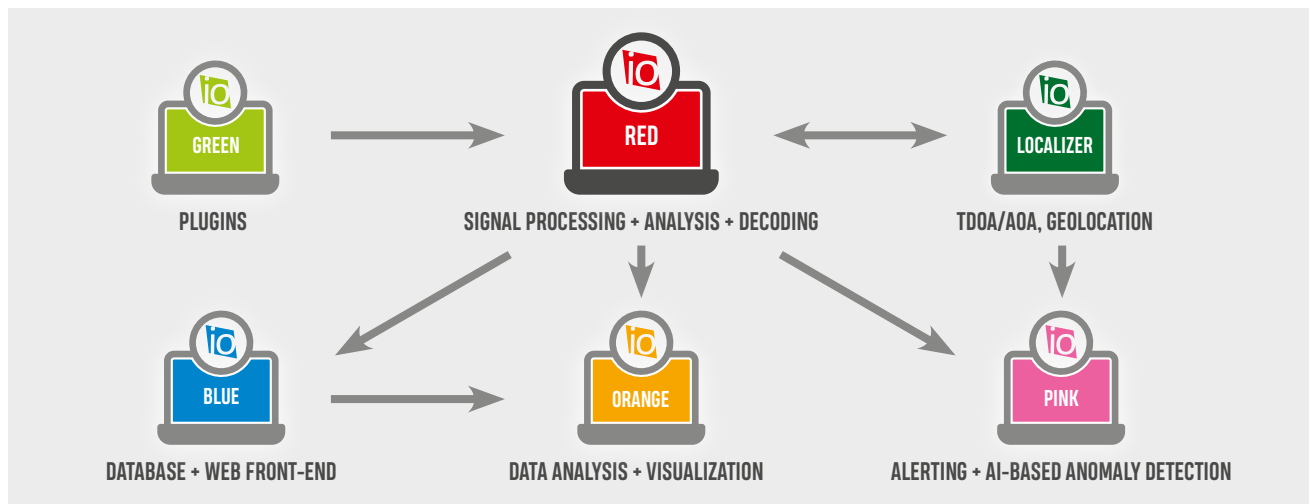 io
GREEN
PLUGINS
io
RED
SIGNAL PROCESSING + ANALYSIS + DECODING
io
LOCALIZER
TDOA/AOA, GEOLOCATION
io
BLUE
DATABASE + WEB FRONT-END
io
ORANGE
DATA ANALYSIS + VISUALIZATION
io
PINK
ALERTING + AI-BASED ANOMALY DETECTION